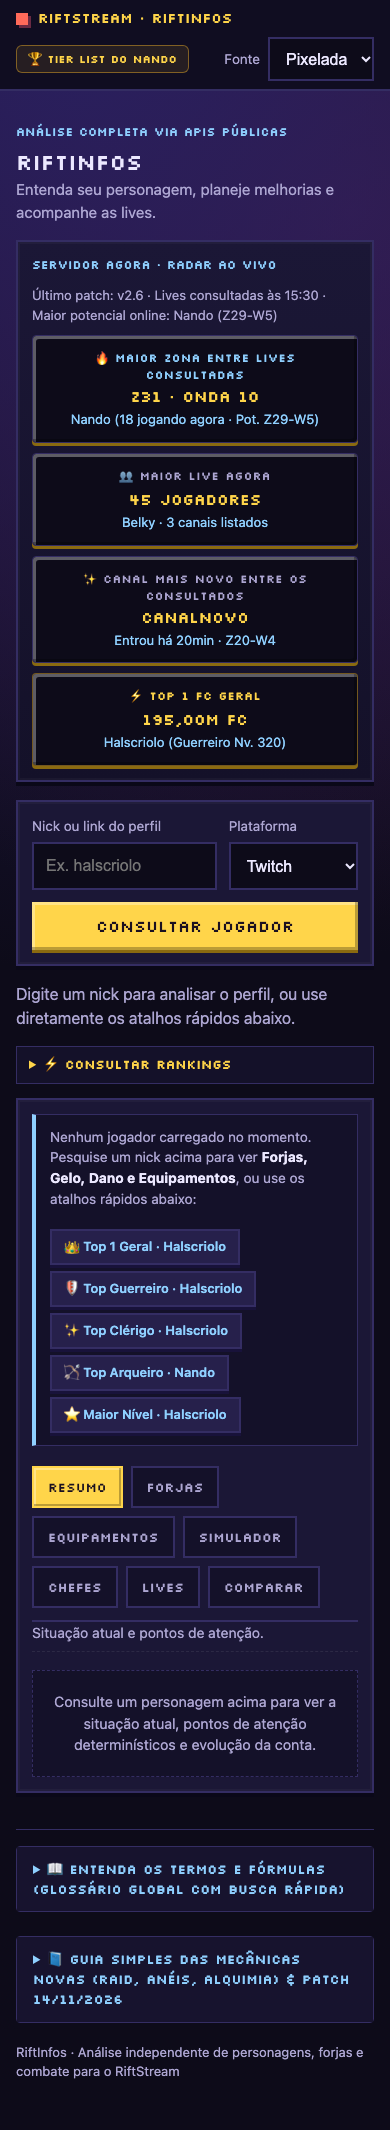 RIFTSTREAM · RIFTINFOS
🏆 TIER LIST DO NANDO
Fonte
Pixelada
ANÁLISE COMPLETA VIA APIS PÚBLICAS
RIFTINFOS
Entenda seu personagem, planeje melhorias e
acompanhe as lives.
SERVIDOR AGORA · RADAR AO VIVO
Último patch: v2.6 · Lives consultadas às 15:30 ·
Maior potencial online: Nando (Z29-W5)
🔥 MAIOR ZONA ENTRE LIVES
CONSULTADAS
Z31 · ONDA 10
Nando (18 jogando agora · Pot. Z29-W5)
👥 MAIOR LIVE AGORA
45 JOGADORES
Belky · 3 canais listados
✨ CANAL MAIS NOVO ENTRE OS
CONSULTADOS
CANALNOVO
Entrou há 20min · Z20-W4
⚡ TOP 1 FC GERAL
195,00M FC
Halscriolo (Guerreiro Nv. 320)
Nick ou link do perfil
Plataforma
Ex. halscriolo
Twitch
CONSULTAR JOGADOR
Digite um nick para analisar o perfil, ou use
diretamente os atalhos rápidos abaixo.
▶ ⚡ CONSULTAR RANKINGS
Nenhum jogador carregado no momento.
Pesquise um nick acima para ver Forjas,
Gelo, Dano e Equipamentos, ou use os
atalhos rápidos abaixo:
👑 Top 1 Geral · Halscriolo
🛡️ Top Guerreiro · Halscriolo
✨ Top Clérigo · Halscriolo
🏹 Top Arqueiro · Nando
⭐ Maior Nível · Halscriolo
RESUMO
FORJAS
EQUIPAMENTOS
SIMULADOR
CHEFES
LIVES
COMPARAR
Situação atual e pontos de atenção.
Consulte um personagem acima para ver a
situação atual, pontos de atenção
determinísticos e evolução da conta.
▶ 📖 ENTENDA OS TERMOS E FÓRMULAS
(GLOSSÁRIO GLOBAL COM BUSCA RÁPIDA)
▶ 📘 GUIA SIMPLES DAS MECÂNICAS
NOVAS (RAID, ANÉIS, ALQUIMIA) & PATCH
14/11/2026
RiftInfos · Análise independente de personagens, forjas e
combate para o RiftStream